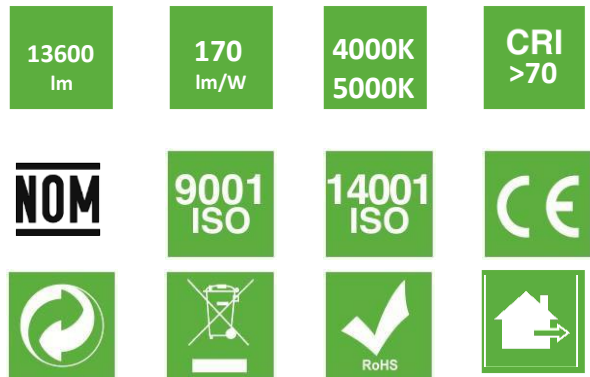 13600
lm
170
lm/W
4000K
5000K
CRI
>70
NOM
9001
ISO
14001
ISO
CE
RoHS